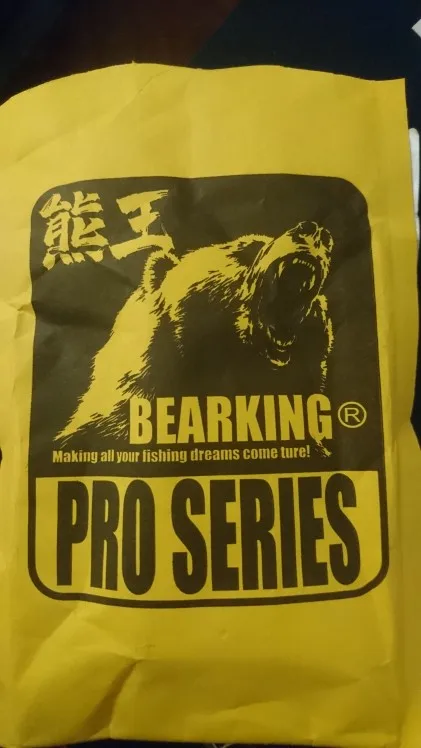 熊王
BEARKING®
Making all your fishing dreams come ture!
PRO SERIES